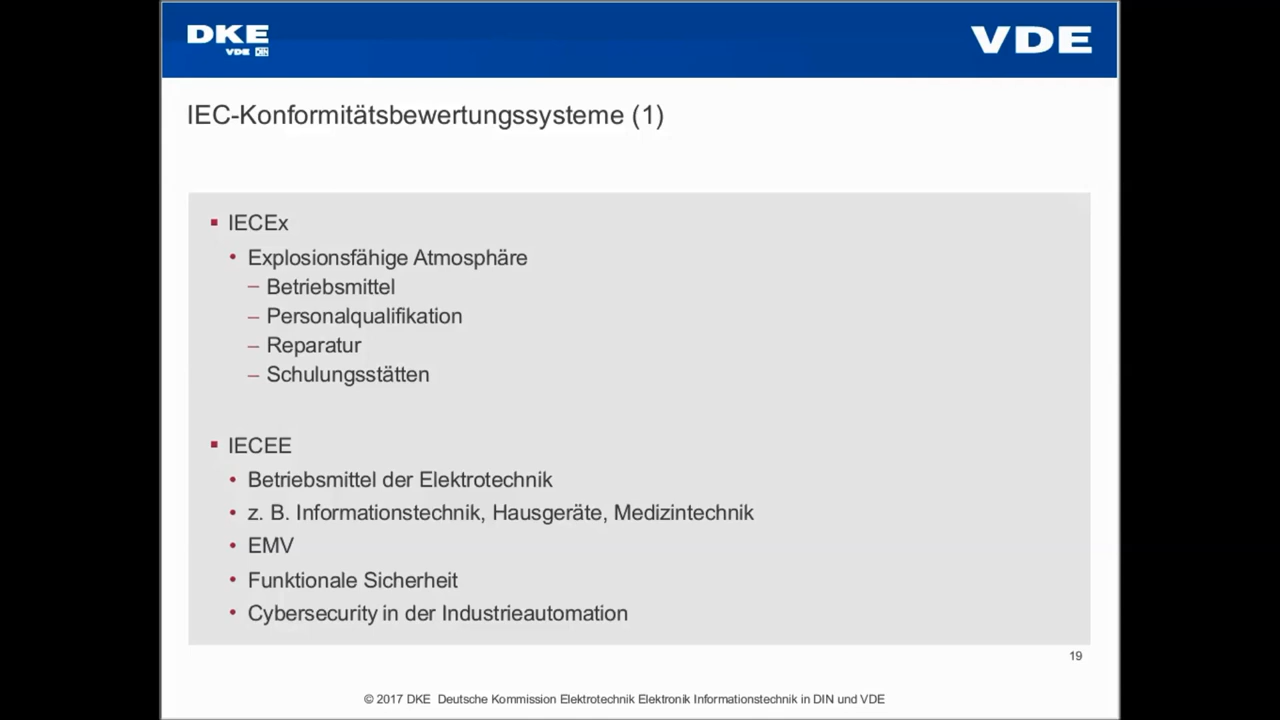 DKE
VDE DIN
VDE
IEC-Konformitätsbewertungssysteme (1)
▪ IECEx
• Explosionsfähige Atmosphäre
– Betriebsmittel
– Personalqualifikation
– Reparatur
– Schulungsstätten
▪ IECEE
• Betriebsmittel der Elektrotechnik
• z. B. Informationstechnik, Hausgeräte, Medizintechnik
• EMV
• Funktionale Sicherheit
• Cybersecurity in der Industrieautomation
19
© 2017 DKE Deutsche Kommission Elektrotechnik Elektronik Informationstechnik in DIN und VDE